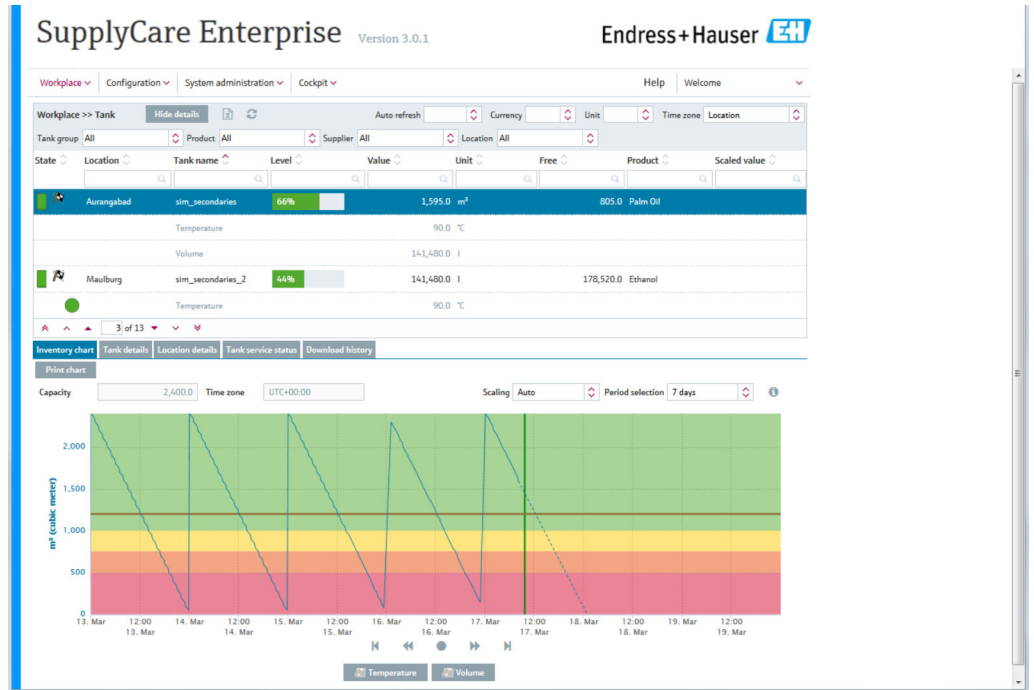 SupplyCare Enterprise Version 3.0.1 Endress+Hauser EH
Workplace Configuration System administration Cockpit Help Welcome
Workplace >> Tank Hide details Auto refresh Currency Unit Time zone Location
Tank group All Product All Supplier All Location All
State Location Tank name Level Value Unit Free Product Scaled value
Aurangabad sim_secondaries 66% 1,595.0 m³ 805.0 Palm Oil
Temperature 90.0 °C
Volume 141,480.0 l
Maulburg sim_secondaries_2 44% 141,480.0 l 178,520.0 Ethanol
Temperature 90.0 °C
3 of 13
Inventory chart Tank details Location details Tank service status Download history
Print chart
Capacity 2,400.0 Time zone UTC+00:00 Scaling Auto Period selection 7 days
m³ (cubic meter)
2,000
1,500
1,000
500
0
13. Mar 12:00 14. Mar 12:00 15. Mar 12:00 16. Mar 12:00 17. Mar 12:00 18. Mar 12:00 19. Mar 12:00
13. Mar 14. Mar 15. Mar 16. Mar 17. Mar 18. Mar 19. Mar
Temperature Volume